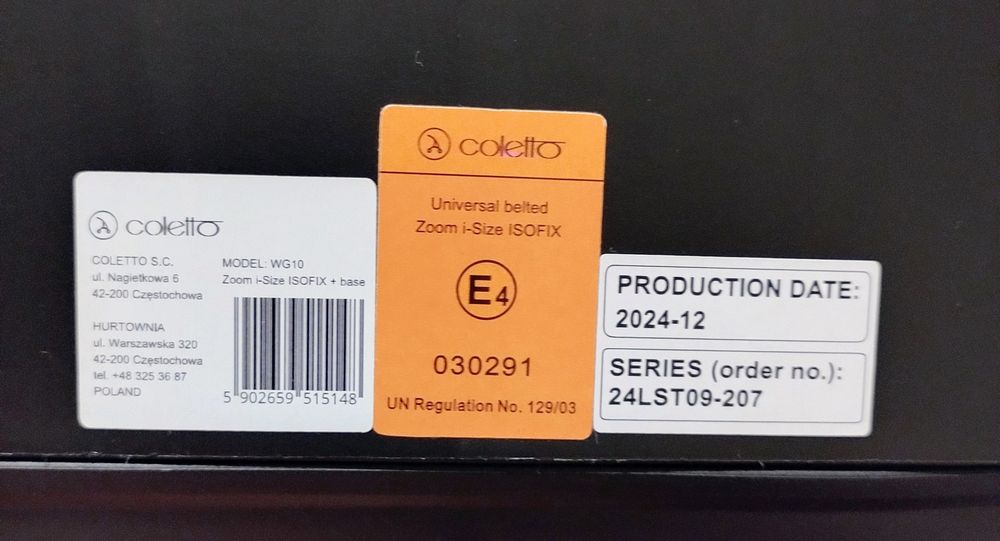 coletto
COLETTO S.C.
ul. Nagietkowa 6
42-200 Częstochowa
HURTOWNIA
ul. Warszawska 320
42-200 Częstochowa
tel. +48 325 36 87
POLAND
MODEL: WG10
Zoom i-Size ISOFIX + base
5 902659 515148
coletto
Universal belted
Zoom i-Size ISOFIX
E4
030291
UN Regulation No. 129/03
PRODUCTION DATE:
2024-12
SERIES (order no.):
24LST09-207